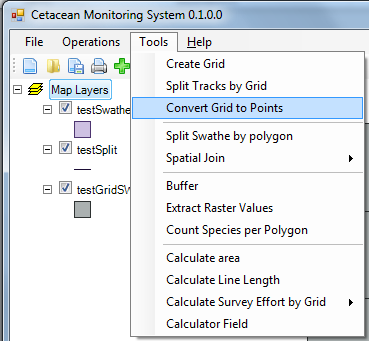 Cetacean Monitoring System 0.1.0.0
File Operations Tools Help
Create Grid
Split Tracks by Grid
Map Layers
Convert Grid to Points
testSwathe
Split Swathe by polygon
testSplit
Spatial Join
testGridSW
Buffer
Extract Raster Values
Count Species per Polygon
Calculate area
Calculate Line Length
Calculate Survey Effort by Grid
Calculator Field